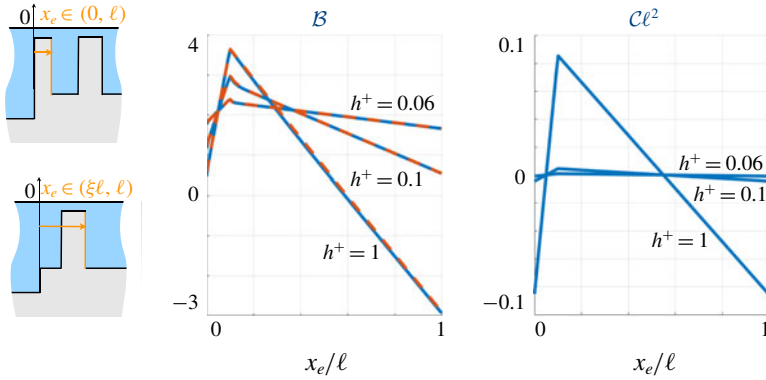 0 x_e ∈ (0, ℓ)
0 x_e ∈ (ξℓ, ℓ)
ℬ
4
0
−3
h⁺ = 0.06
h⁺ = 0.1
h⁺ = 1
0 1
x_e/ℓ
𝒞ℓ²
0.1
0
−0.1
h⁺ = 0.06
h⁺ = 0.1
h⁺ = 1
0 1
x_e/ℓ